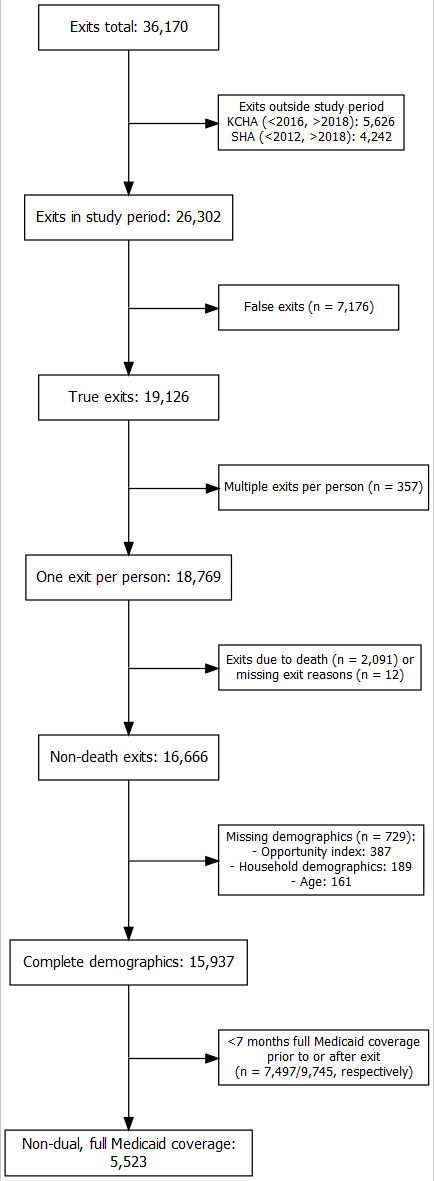 Exits total: 36,170
Exits outside study period
KCHA (<2016, >2018): 5,626
SHA (<2012, >2018): 4,242
Exits in study period: 26,302
False exits (n = 7,176)
True exits: 19,126
Multiple exits per person (n = 357)
One exit per person: 18,769
Exits due to death (n = 2,091) or
missing exit reasons (n = 12)
Non-death exits: 16,666
Missing demographics (n = 729):
- Opportunity index: 387
- Household demographics: 189
- Age: 161
Complete demographics: 15,937
<7 months full Medicaid coverage
prior to or after exit
(n = 7,497/9,745, respectively)
Non-dual, full Medicaid coverage:
5,523